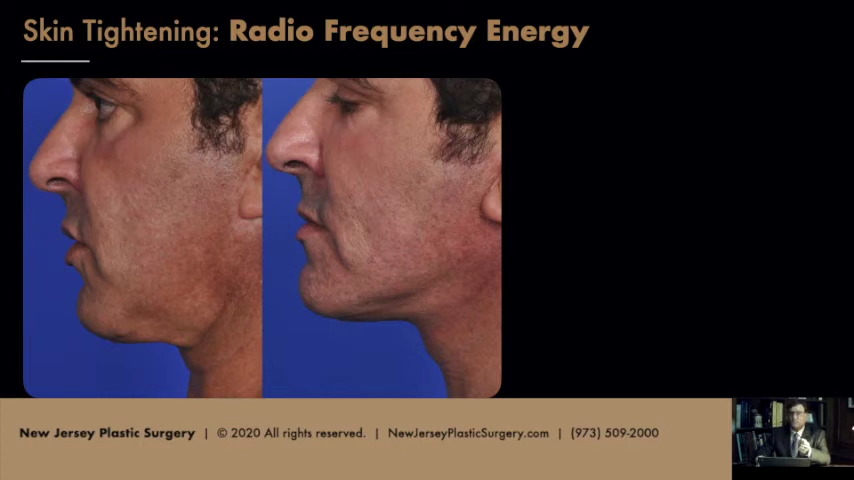 Skin Tightening: Radio Frequency Energy
New Jersey Plastic Surgery | © 2020 All rights reserved. | NewJerseyPlasticSurgery.com | (973) 509-2000